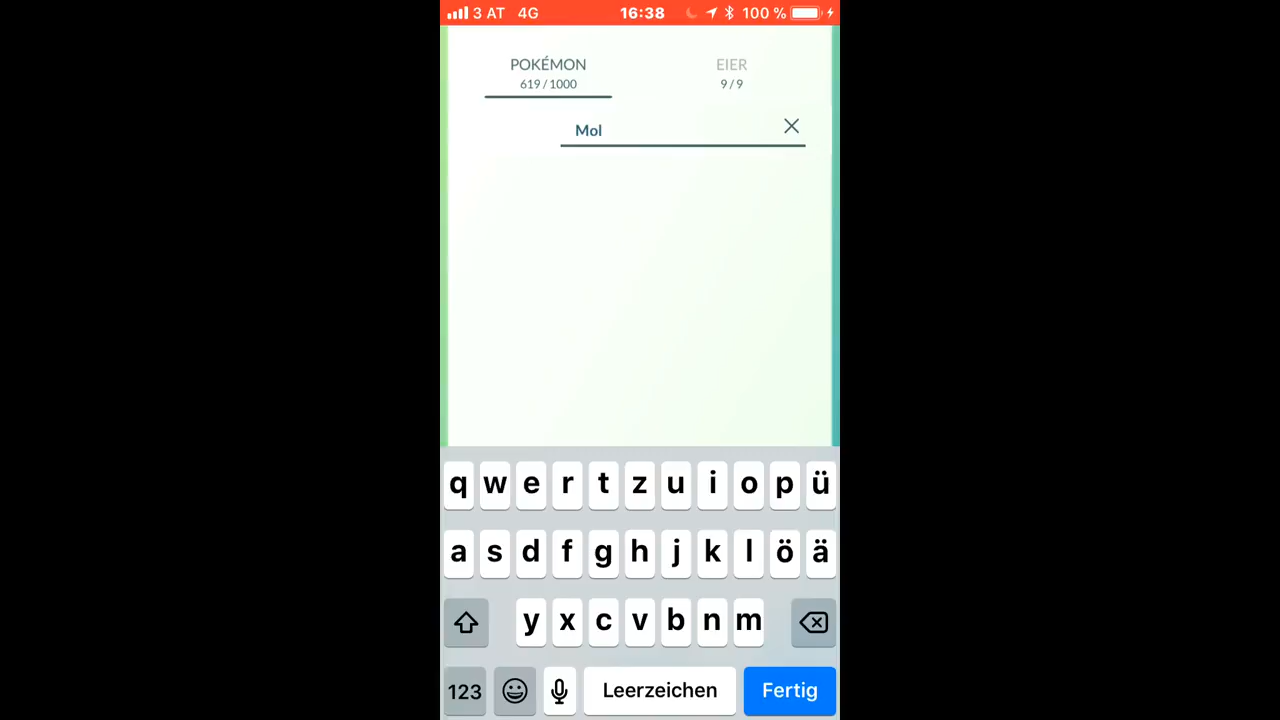 3 AT 4G 16:38 100 %
POKÉMON EIER
619 / 1000 9 / 9
Mol
q w e r t z u i o p ü
a s d f g h j k l ö ä
y x c v b n m
123 Leerzeichen Fertig